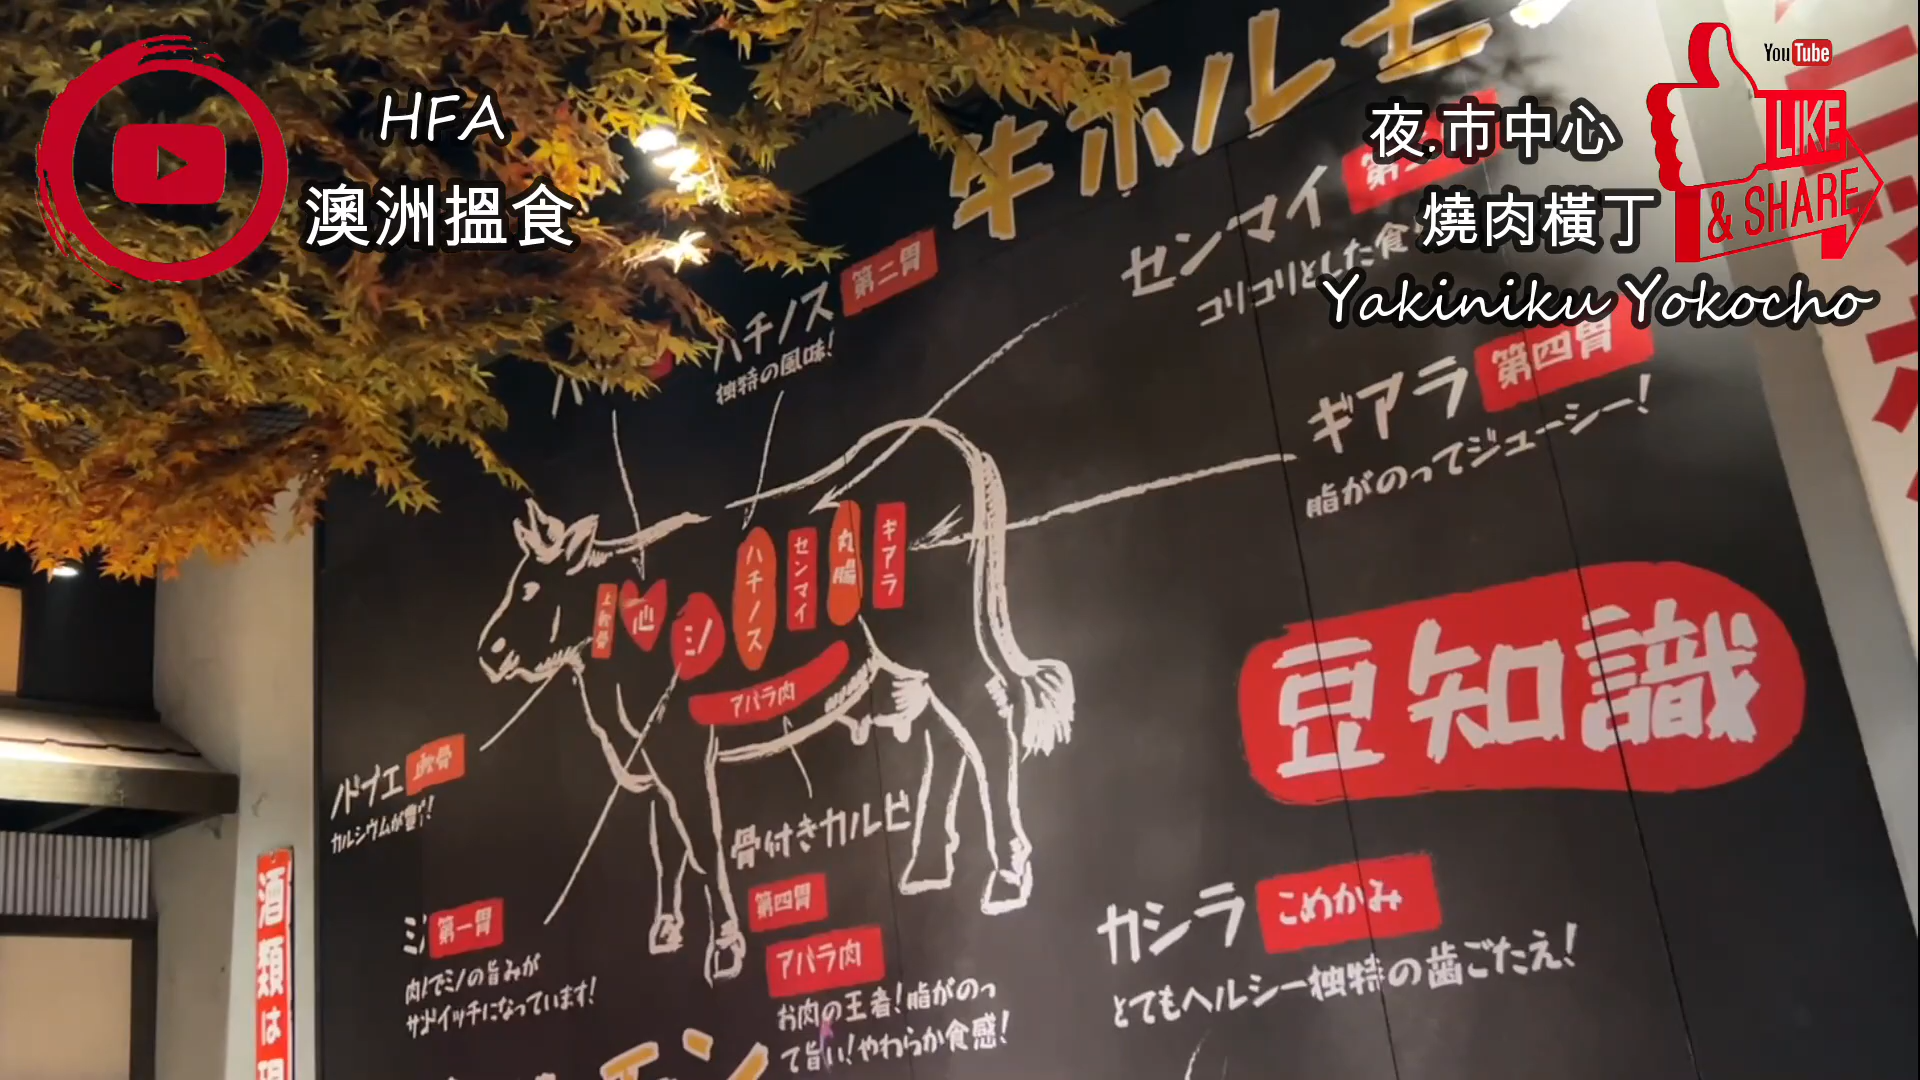 HFA
澳洲搵食
夜.市中心
燒肉橫丁
Yakiniku Yokocho
YouTube
LIKE
& SHARE
牛ホルモ
センマイ
コリコリとした食
ハチノス 第二胃
独特の風味!
ギアラ 第四胃
脂がのってジューシー!
上軟骨
心
ミノ
ハチノス
センマイ
丸腸
ギアラ
アバラ肉
豆知識
ノドブエ 軟骨
カルシウムが豊
骨付きカルビ
第四胃
アバラ肉
お肉の王者!脂がのっ
て旨い!やわらか食感!
ミノ 第一胃
肉厚でミノの旨みが
サンドイッチになっています!
カシラ こめかみ
とてもヘルシー独特の歯ごたえ!
モン
酒類は現